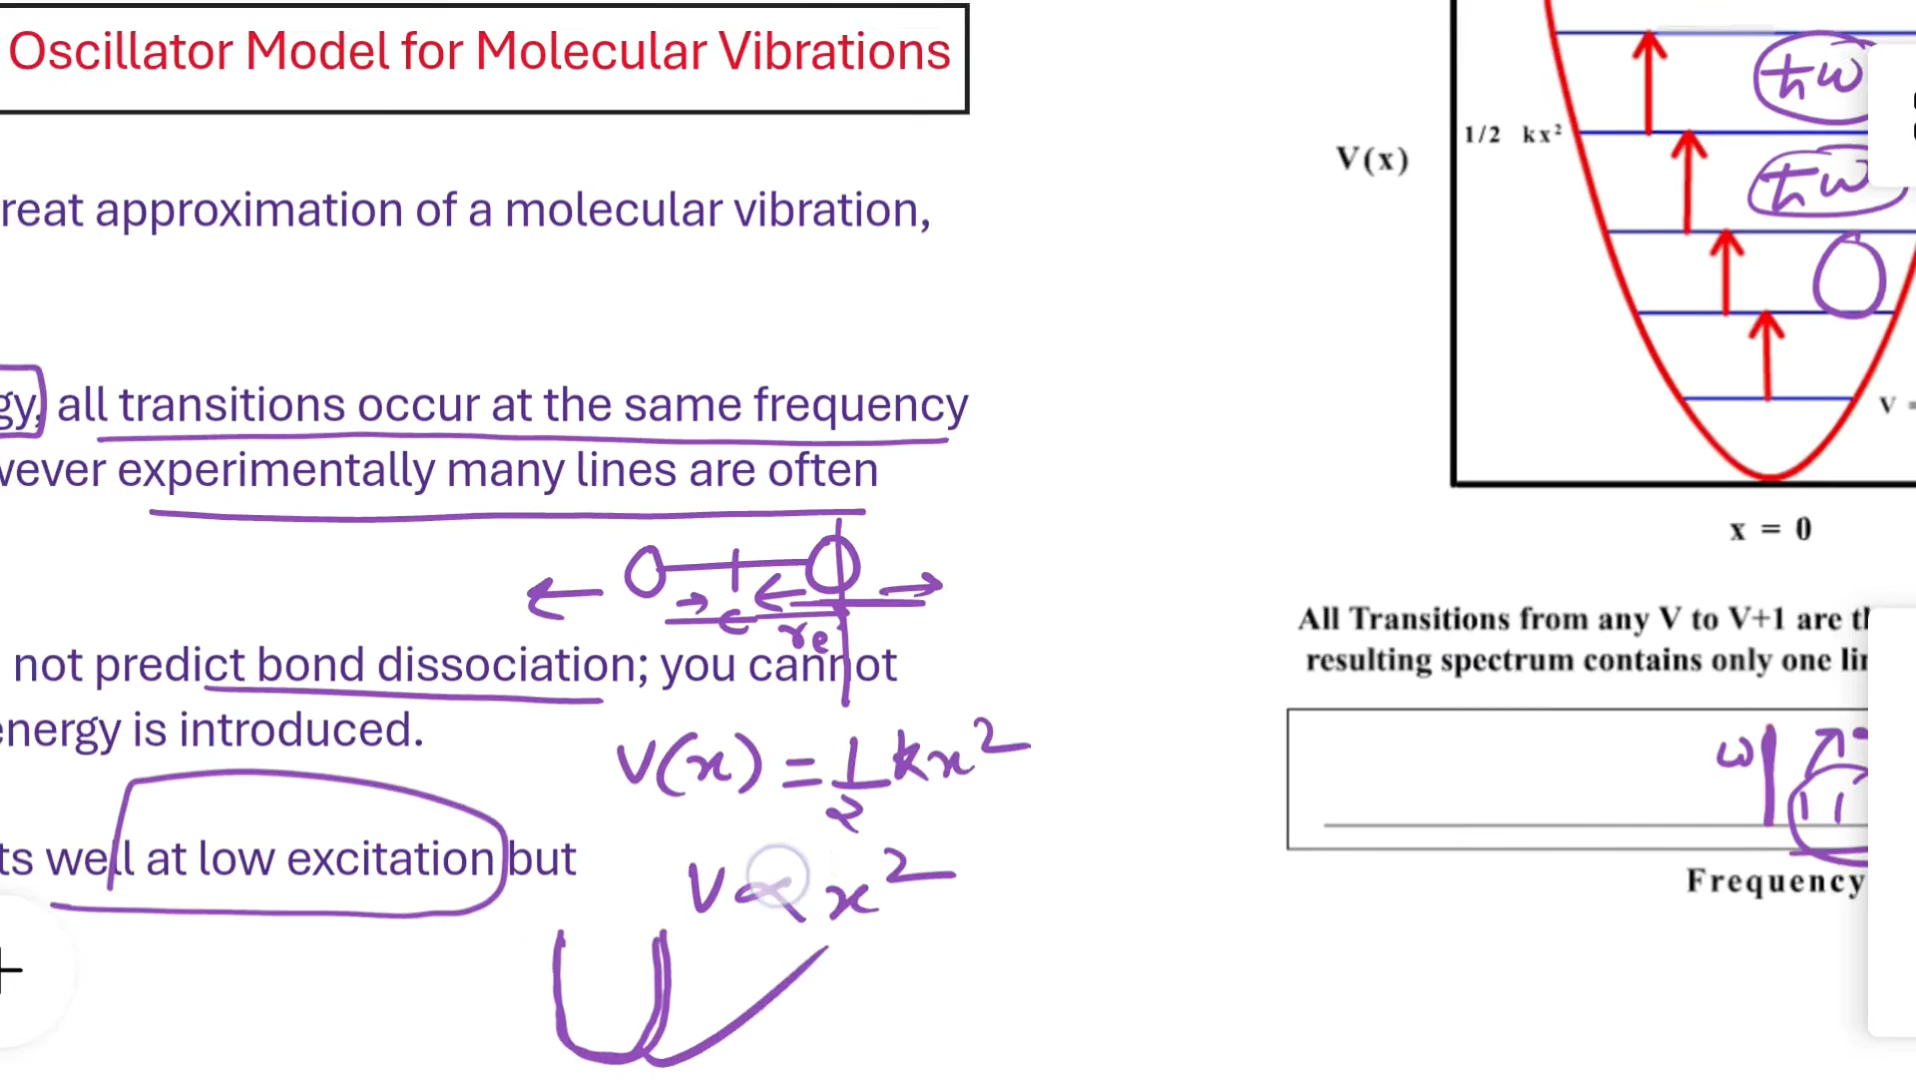 Oscillator Model for Molecular Vibrations
reat approximation of a molecular vibration,
gy, all transitions occur at the same frequency
wever experimentally many lines are often
re
not predict bond dissociation; you cannot
energy is introduced.
V(x) = 1/2 kx²
ts well at low excitation but
V ∝ x²
ħω
1/2 kx²
V(x)
ħω
V =
x = 0
All Transitions from any V to V+1 are th
resulting spectrum contains only one lin
ω
Frequency